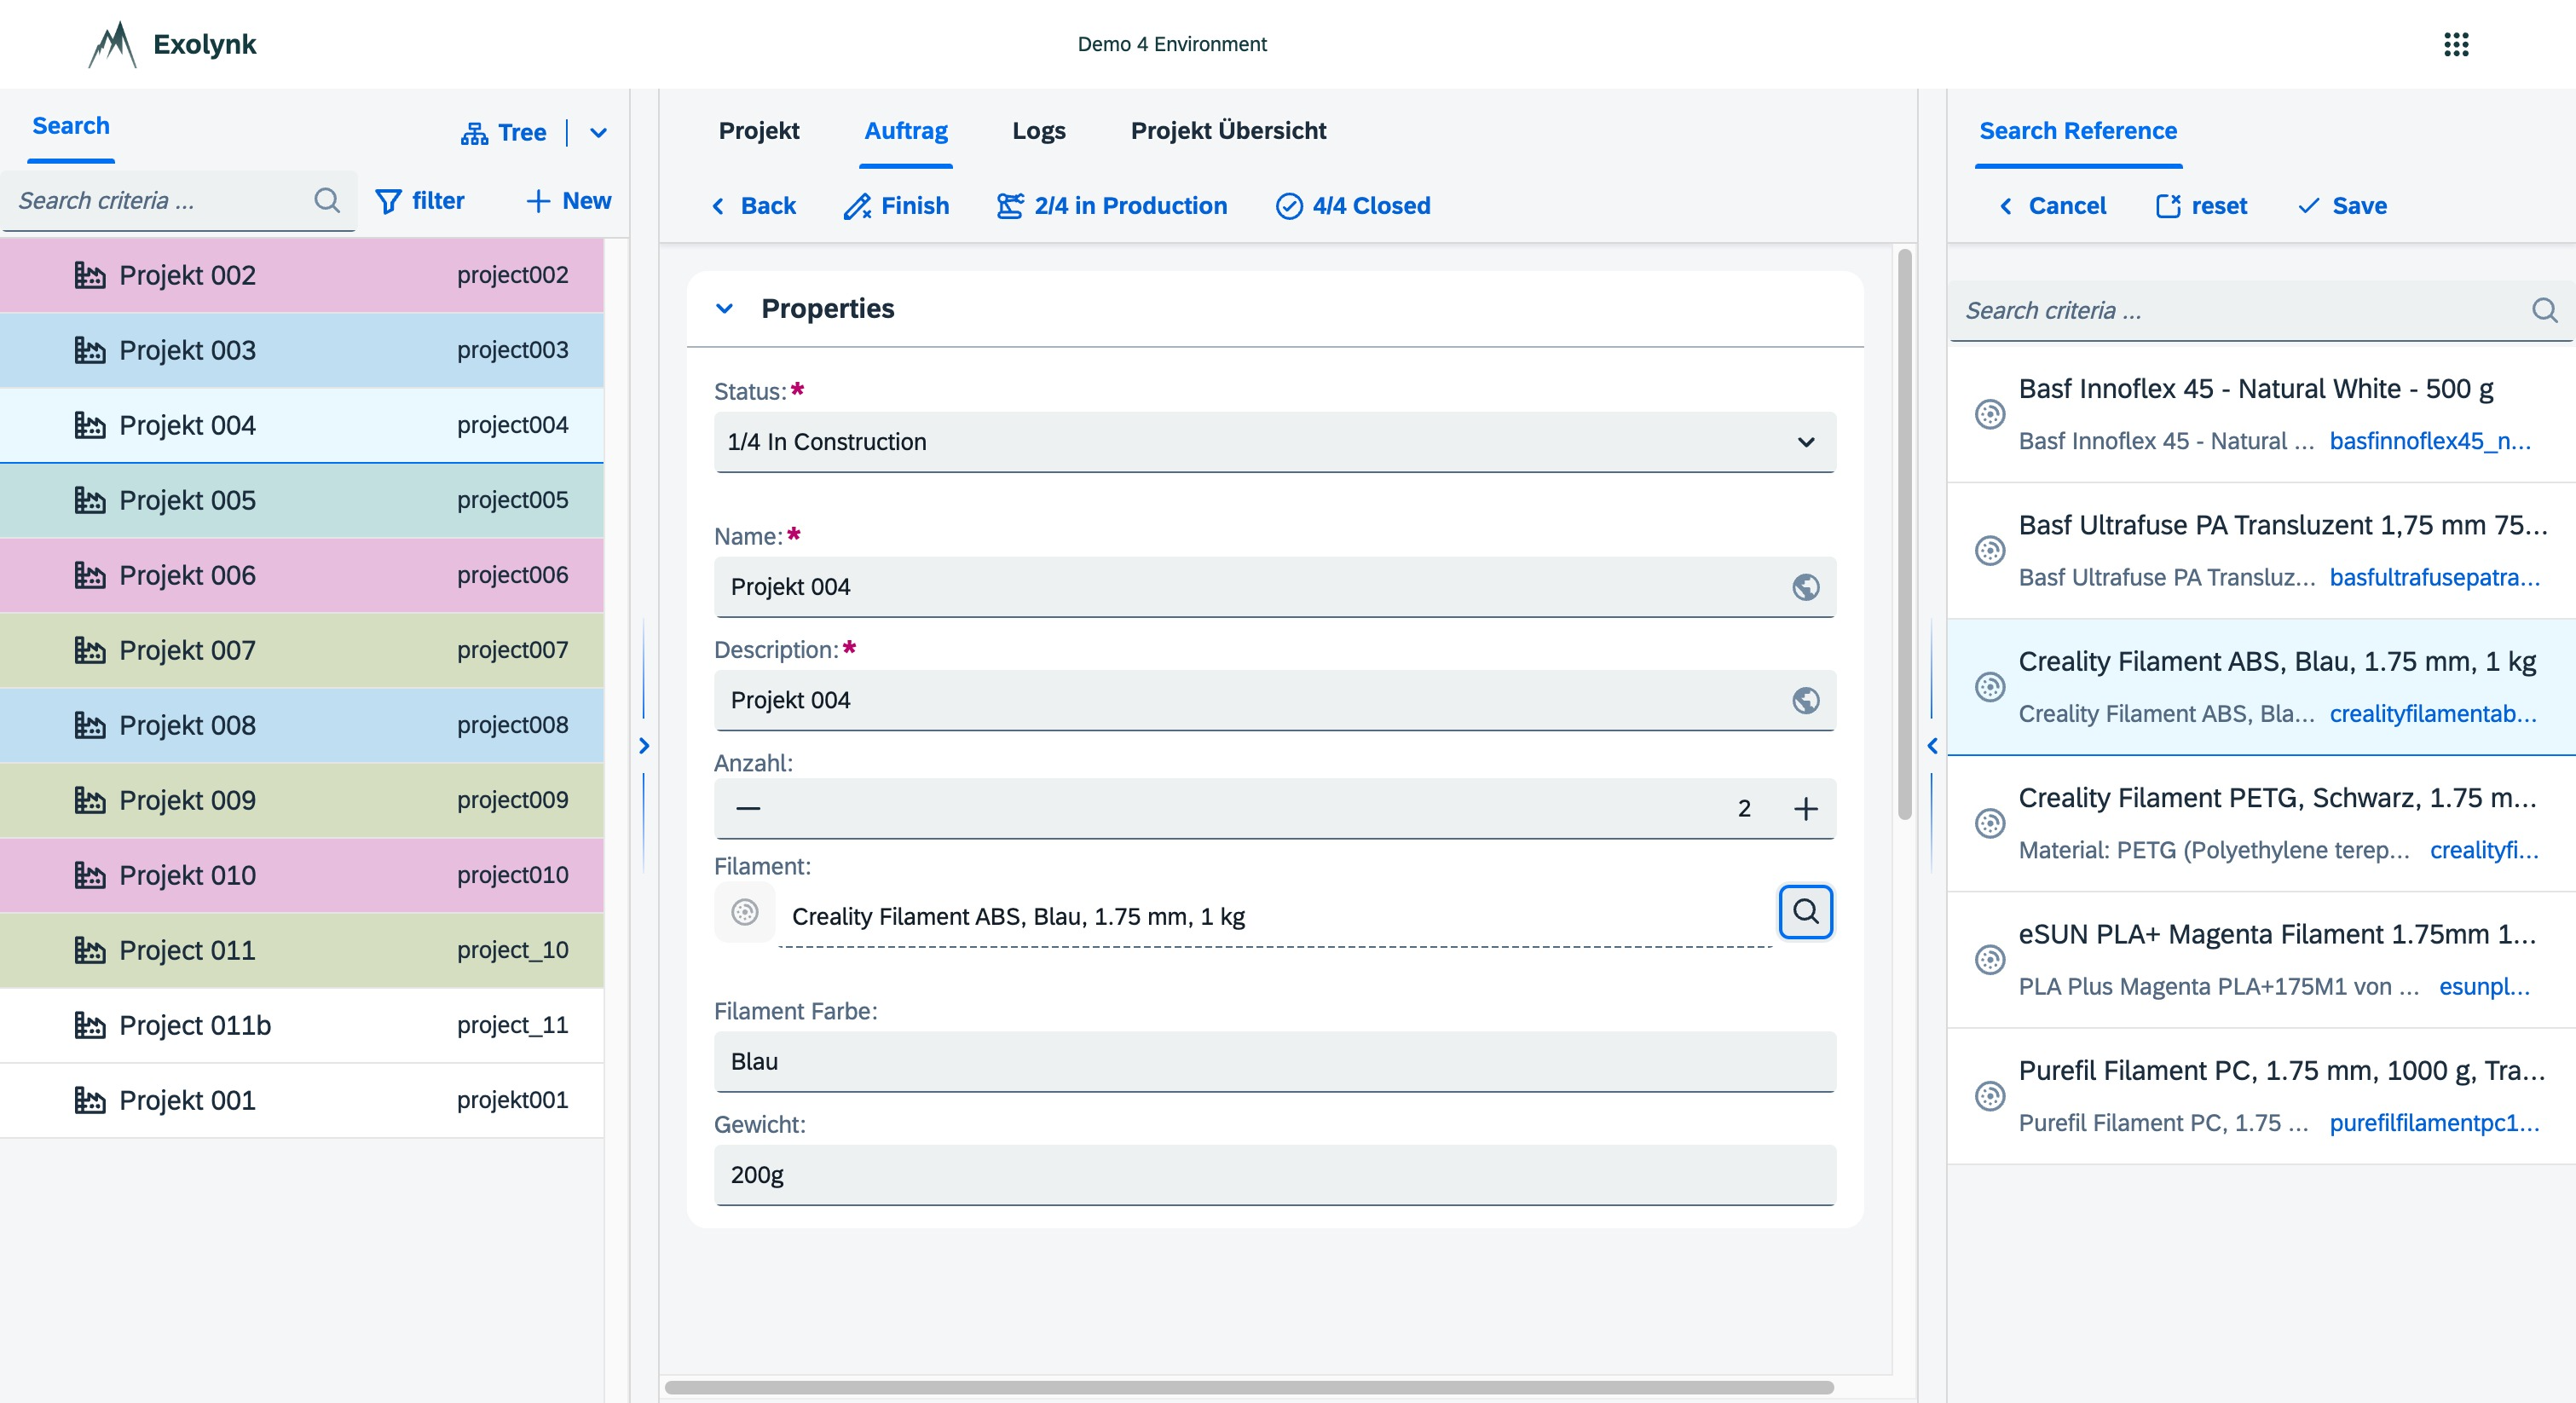 Exolynk
Demo 4 Environment
Search
Tree
Search criteria ...
filter
New
Projekt 002 project002
Projekt 003 project003
Projekt 004 project004
Projekt 005 project005
Projekt 006 project006
Projekt 007 project007
Projekt 008 project008
Projekt 009 project009
Projekt 010 project010
Project 011 project_10
Project 011b project_11
Projekt 001 projekt001
Projekt Auftrag Logs Projekt Übersicht
Back Finish 2/4 in Production 4/4 Closed
Properties
Status:*
1/4 In Construction
Name:*
Projekt 004
Description:*
Projekt 004
Anzahl:
2
Filament:
Creality Filament ABS, Blau, 1.75 mm, 1 kg
Filament Farbe:
Blau
Gewicht:
200g
Search Reference
Cancel reset Save
Search criteria ...
Basf Innoflex 45 - Natural White - 500 g
Basf Innoflex 45 - Natural ... basfinnoflex45_n...
Basf Ultrafuse PA Transluzent 1,75 mm 75...
Basf Ultrafuse PA Transluz... basfultrafusepatra...
Creality Filament ABS, Blau, 1.75 mm, 1 kg
Creality Filament ABS, Bla... crealityfilamentab...
Creality Filament PETG, Schwarz, 1.75 m...
Material: PETG (Polyethylene terep... crealityfi...
eSUN PLA+ Magenta Filament 1.75mm 1...
PLA Plus Magenta PLA+175M1 von ... esunpl...
Purefil Filament PC, 1.75 mm, 1000 g, Tra...
Purefil Filament PC, 1.75 ... purefilfilamentpc1...